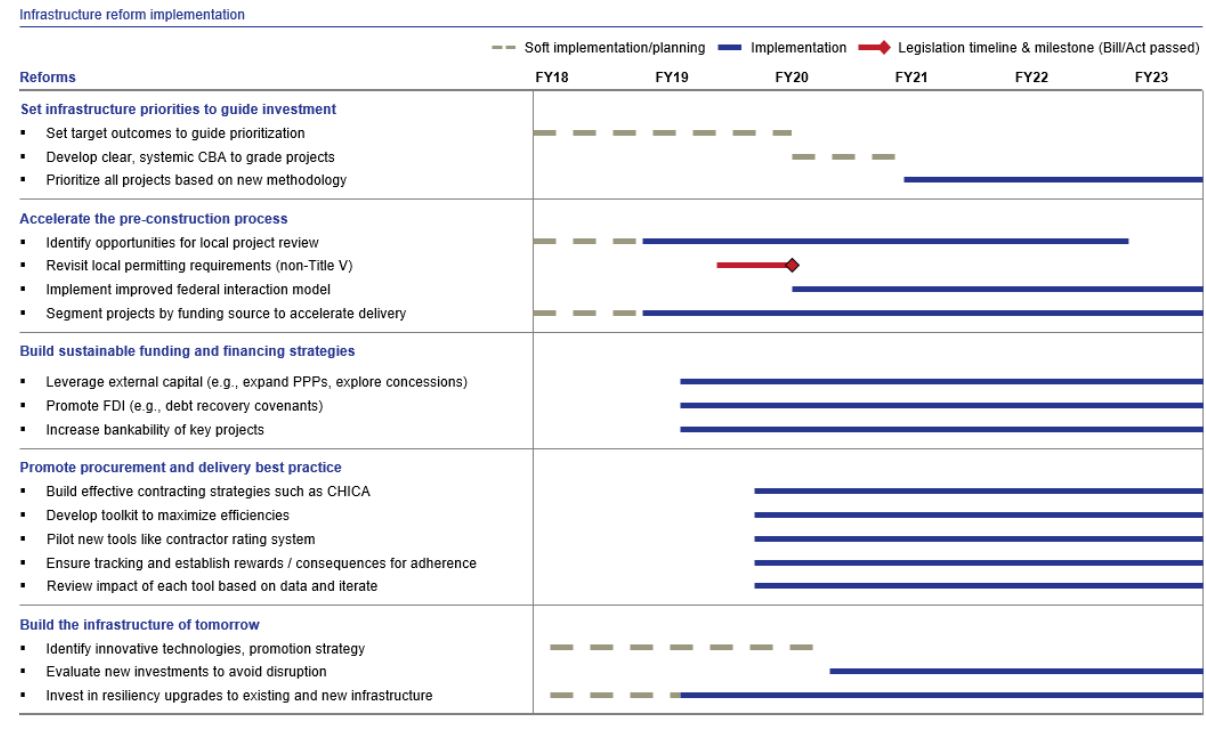 Infrastructure reform implementation
Soft implementation/planning Implementation Legislation timeline & milestone (Bill/Act passed)
Reforms FY18 FY19 FY20 FY21 FY22 FY23
Set infrastructure priorities to guide investment
▪ Set target outcomes to guide prioritization
▪ Develop clear, systemic CBA to grade projects
▪ Prioritize all projects based on new methodology
Accelerate the pre-construction process
▪ Identify opportunities for local project review
▪ Revisit local permitting requirements (non-Title V)
▪ Implement improved federal interaction model
▪ Segment projects by funding source to accelerate delivery
Build sustainable funding and financing strategies
▪ Leverage external capital (e.g., expand PPPs, explore concessions)
▪ Promote FDI (e.g., debt recovery covenants)
▪ Increase bankability of key projects
Promote procurement and delivery best practice
▪ Build effective contracting strategies such as CHICA
▪ Develop toolkit to maximize efficiencies
▪ Pilot new tools like contractor rating system
▪ Ensure tracking and establish rewards / consequences for adherence
▪ Review impact of each tool based on data and iterate
Build the infrastructure of tomorrow
▪ Identify innovative technologies, promotion strategy
▪ Evaluate new investments to avoid disruption
▪ Invest in resiliency upgrades to existing and new infrastructure